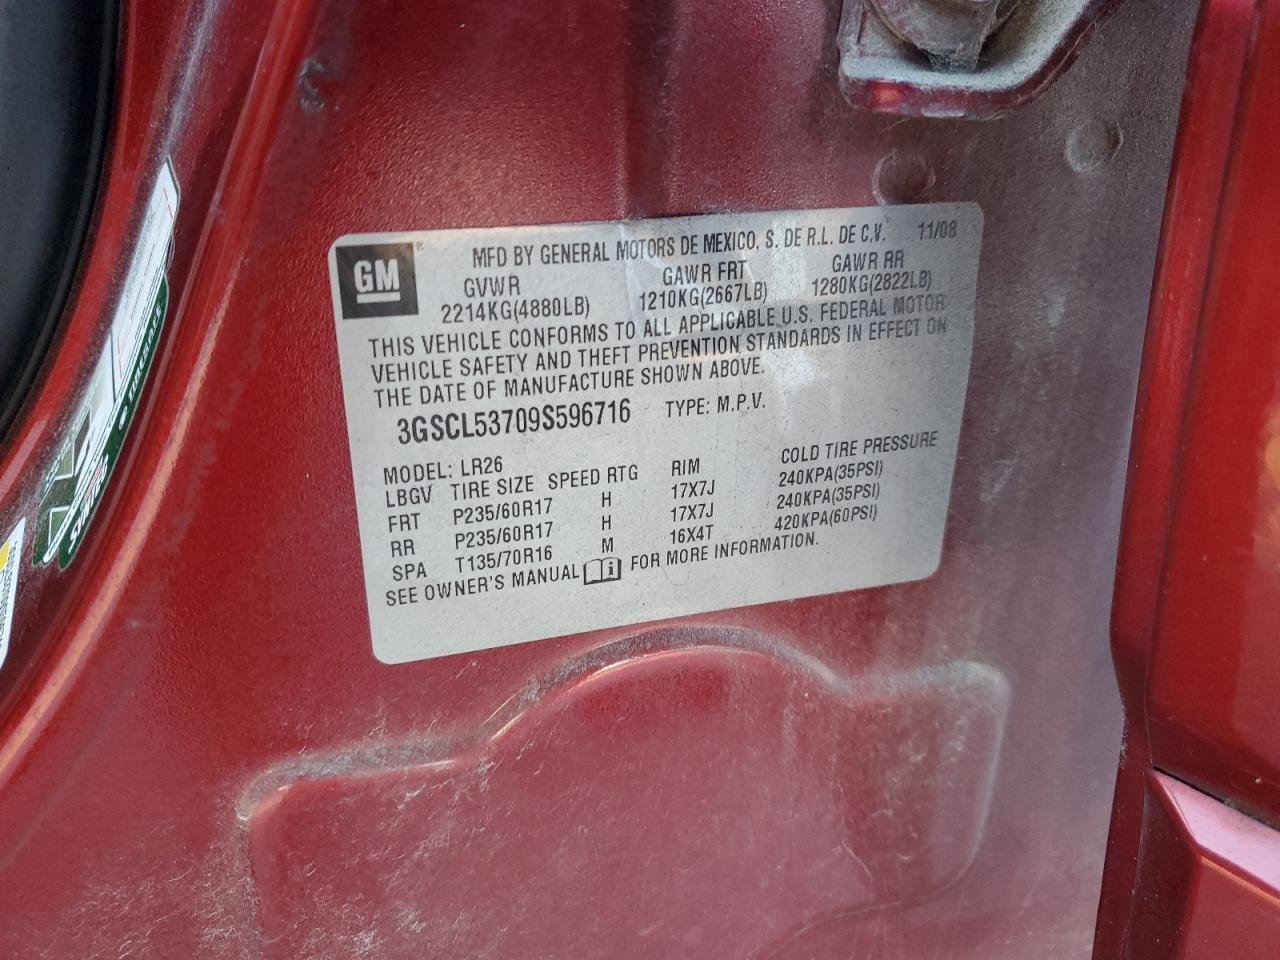 GM ®
MFD BY GENERAL MOTORS DE MEXICO, S. DE R.L. DE C.V. 11/08
GVWR GAWR FRT GAWR RR
2214KG(4880LB) 1210KG(2667LB) 1280KG(2822LB)
THIS VEHICLE CONFORMS TO ALL APPLICABLE U.S. FEDERAL MOTOR
VEHICLE SAFETY AND THEFT PREVENTION STANDARDS IN EFFECT ON
THE DATE OF MANUFACTURE SHOWN ABOVE.
3GSCL53709S596716 TYPE: M.P.V.
MODEL: LR26
LBGV TIRE SIZE SPEED RTG RIM COLD TIRE PRESSURE
FRT P235/60R17 H 17X7J 240KPA(35PSI)
RR P235/60R17 H 17X7J 240KPA(35PSI)
SPA T135/70R16 M 16X4T 420KPA(60PSI)
SEE OWNER'S MANUAL FOR MORE INFORMATION.